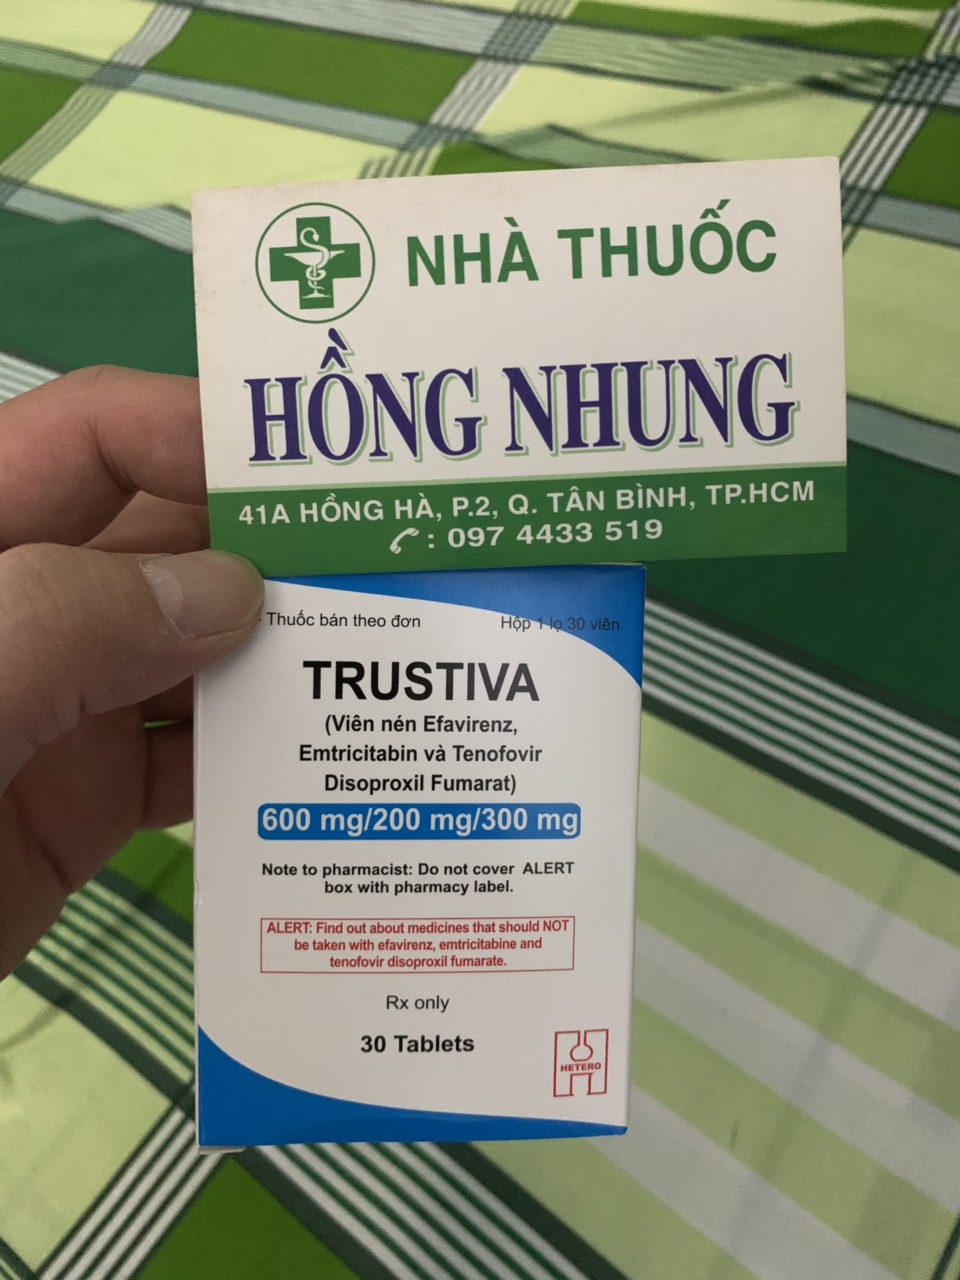 NHÀ THUỐC
HỒNG NHUNG
41A HỒNG HÀ, P.2, Q. TÂN BÌNH, TP.HCM
: 097 4433 519
Thuốc bán theo đơn
Hộp 1 lọ 30 viên
TRUSTIVA
(Viên nén Efavirenz,
Emtricitabin và Tenofovir
Disoproxil Fumarat)
600 mg/200 mg/300 mg
Note to pharmacist: Do not cover ALERT
box with pharmacy label.
ALERT: Find out about medicines that should NOT
be taken with efavirenz, emtricitabine and
tenofovir disoproxil fumarate.
Rx only
30 Tablets
HETERO